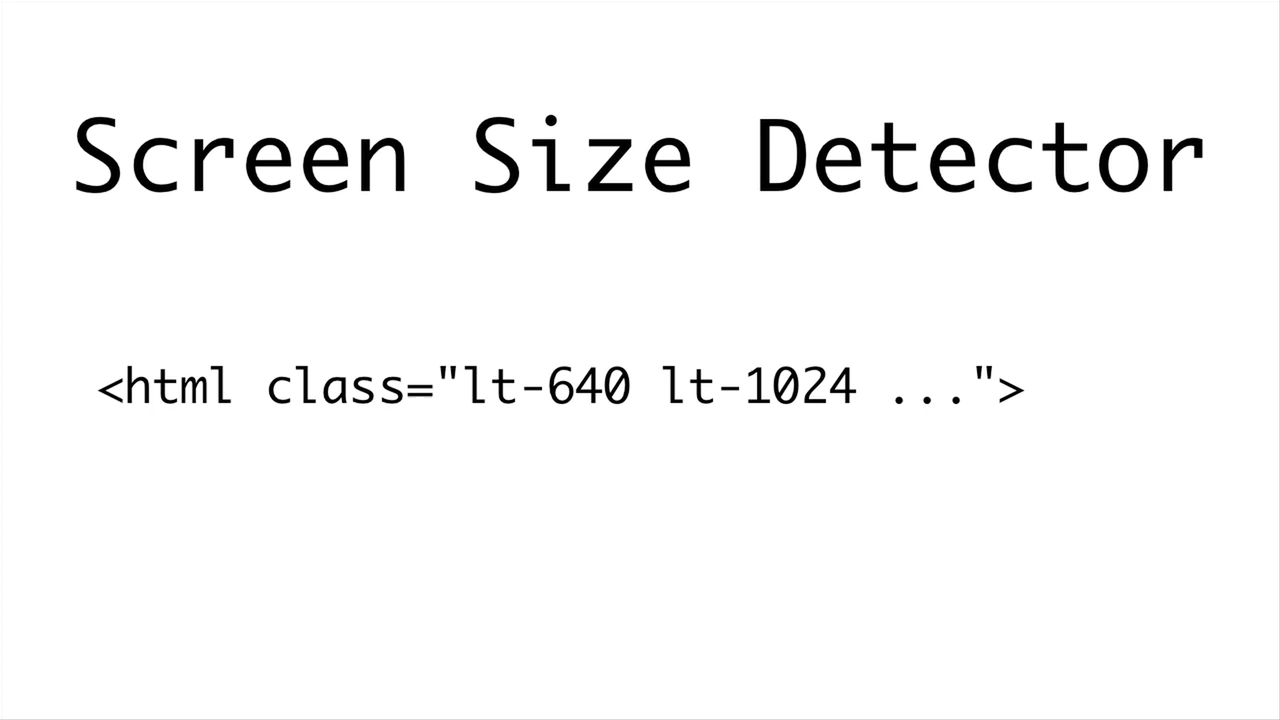 Screen Size Detector
<html class="lt-640 lt-1024 ...">